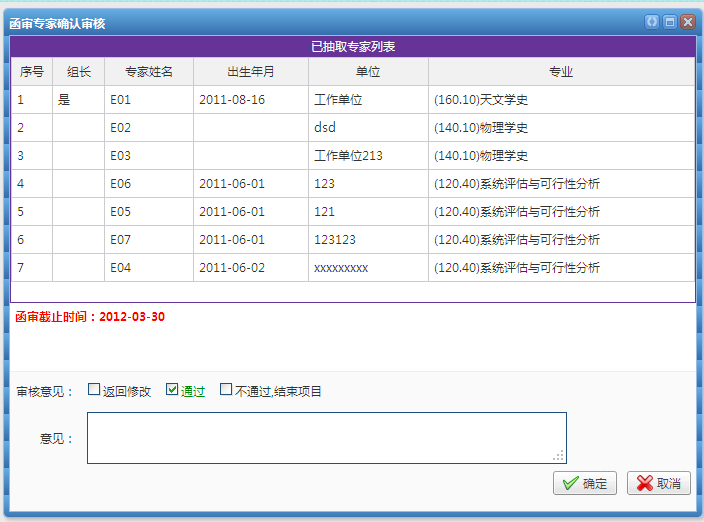 函审专家确认审核
已抽取专家列表
序号 组长 专家姓名 出生年月 单位 专业
1 是 E01 2011-08-16 工作单位 (160.10)天文学史
2 E02 dsd (140.10)物理学史
3 E03 工作单位213 (140.10)物理学史
4 E06 2011-06-01 123 (120.40)系统评估与可行性分析
5 E05 2011-06-01 121 (120.40)系统评估与可行性分析
6 E07 2011-06-01 123123 (120.40)系统评估与可行性分析
7 E04 2011-06-02 xxxxxxxxx (120.40)系统评估与可行性分析
函审截止时间：2012-03-30
审核意见： 返回修改 通过 不通过,结束项目
意见：
确定 取消